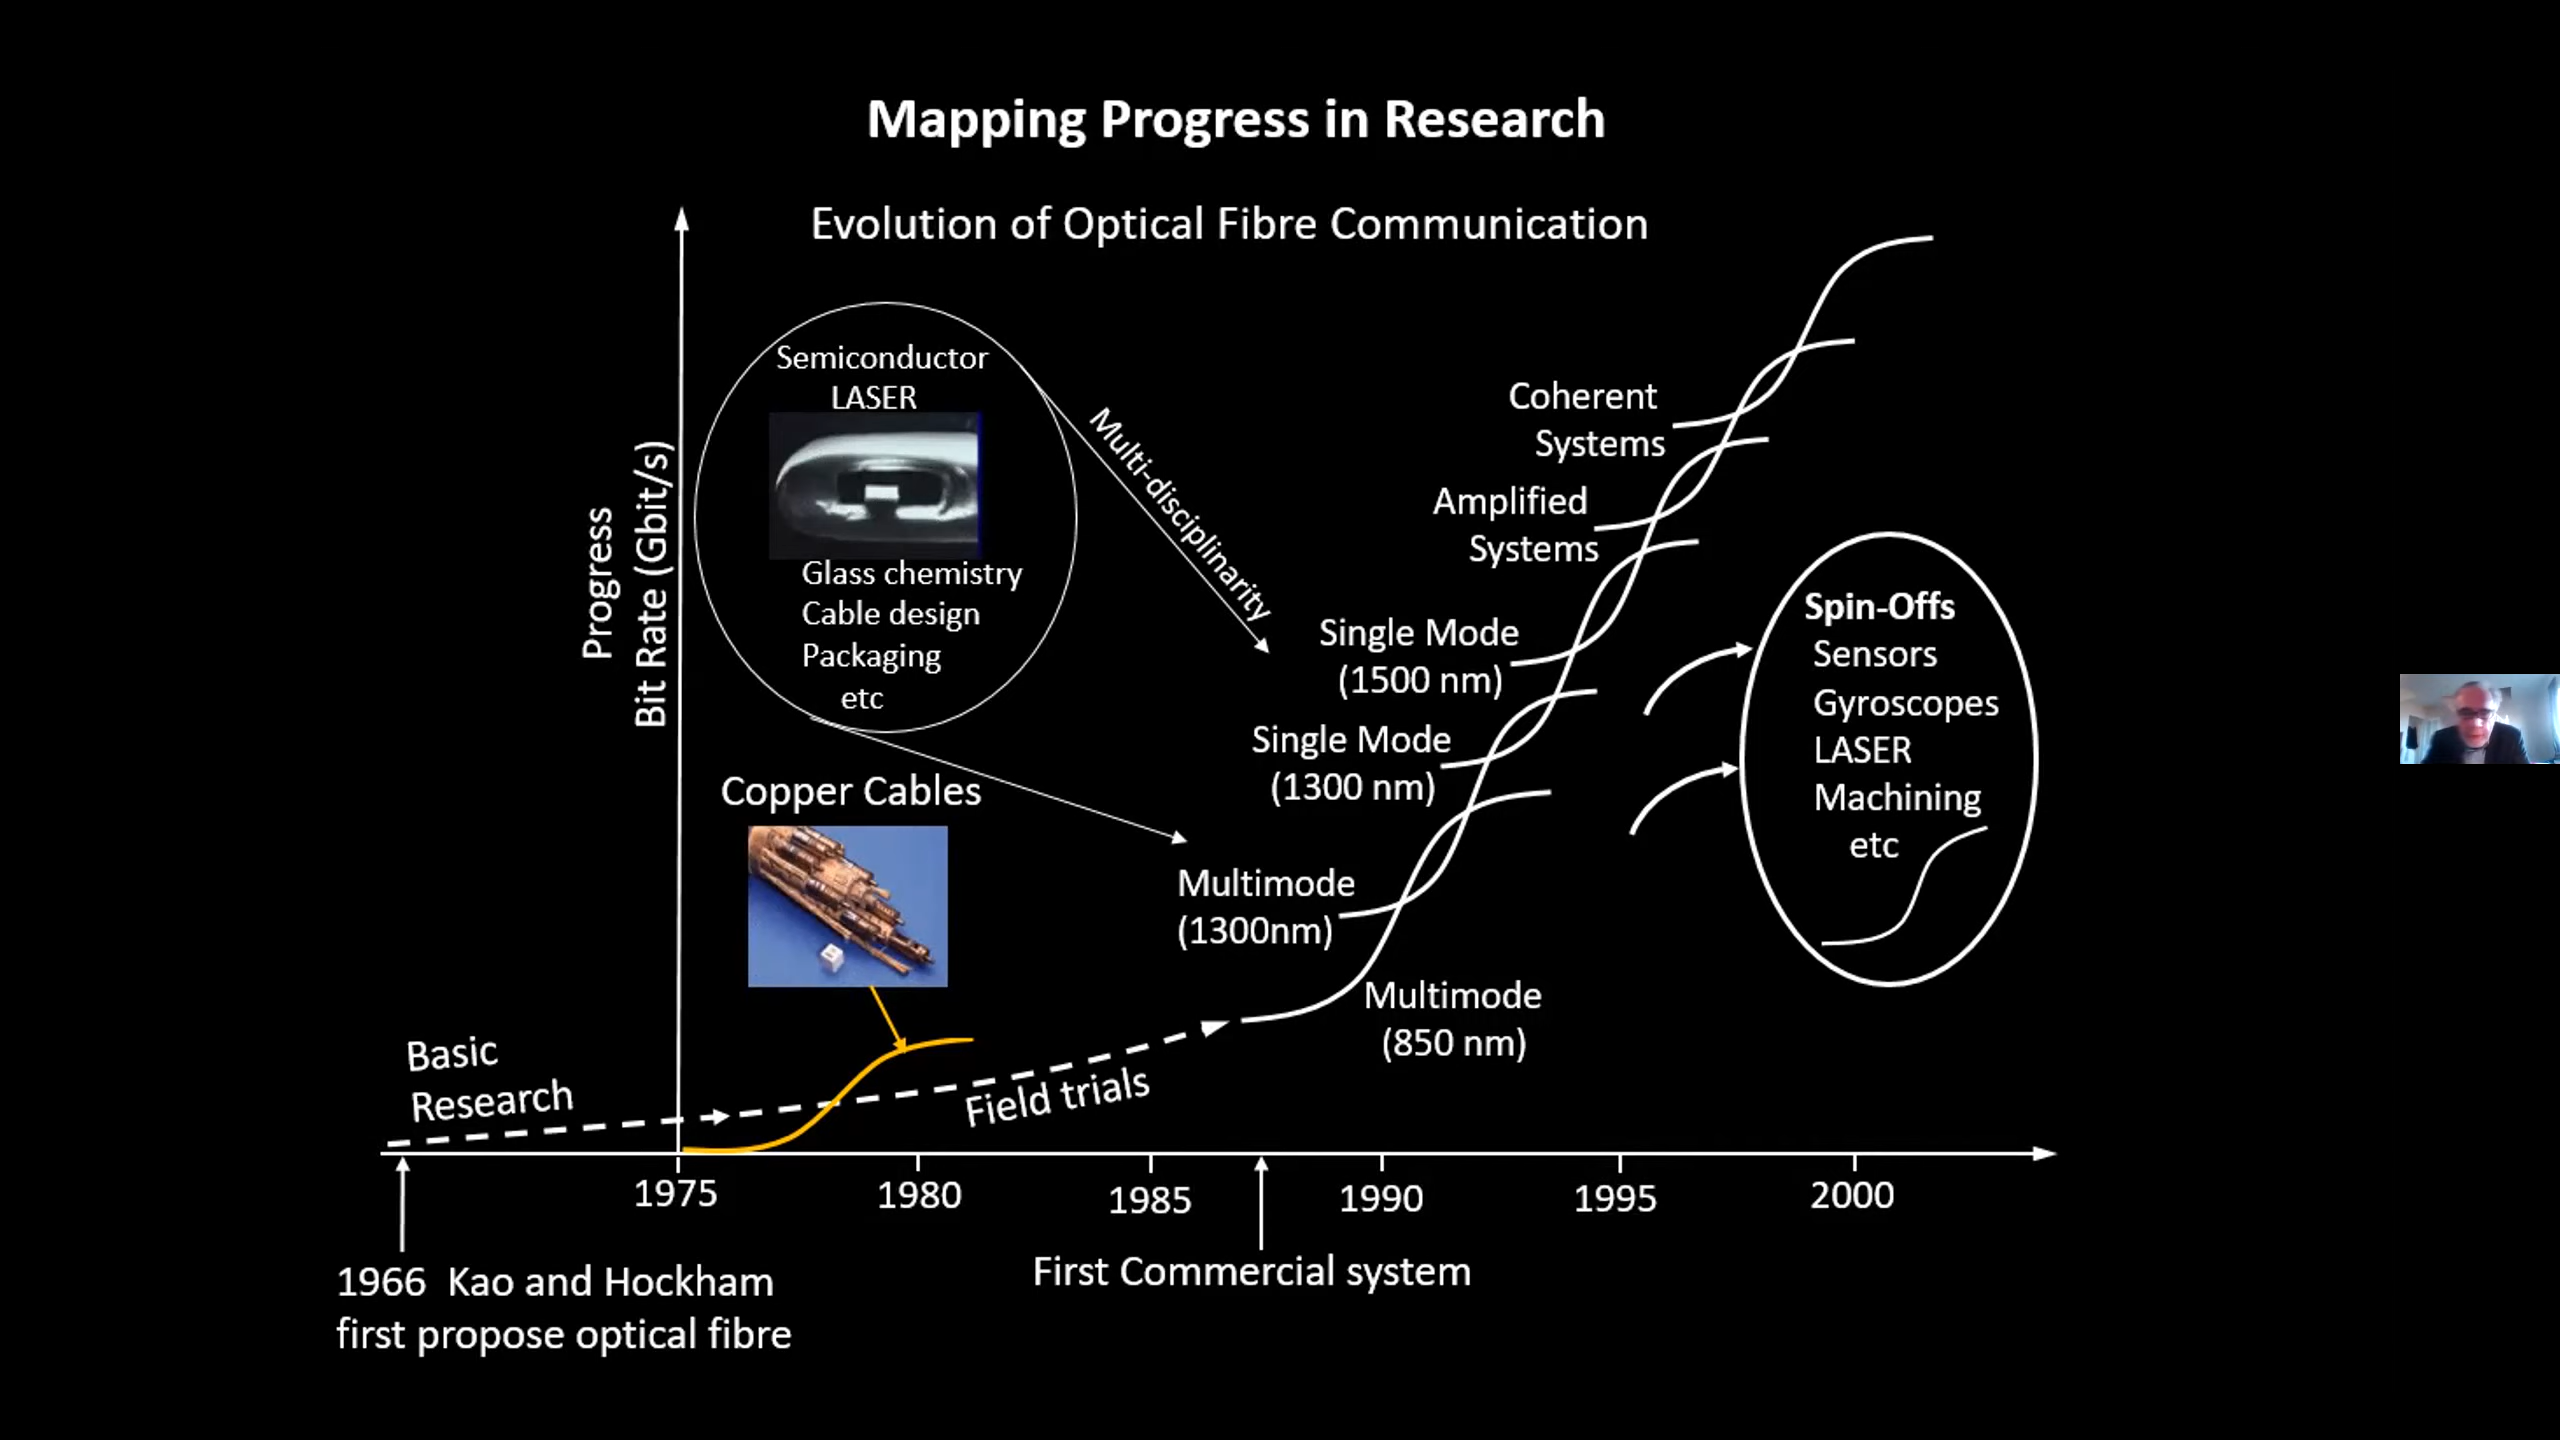 Mapping Progress in Research
Evolution of Optical Fibre Communication
Progress
Bit Rate (Gbit/s)
Semiconductor
LASER
Glass chemistry
Cable design
Packaging
etc
Multi-disciplinarity
Copper Cables
Coherent
Systems
Amplified
Systems
Single Mode
(1500 nm)
Single Mode
(1300 nm)
Multimode
(1300nm)
Multimode
(850 nm)
Spin-Offs
Sensors
Gyroscopes
LASER
Machining
etc
Basic
Research
Field trials
1975
1980
1985
1990
1995
2000
1966 Kao and Hockham
first propose optical fibre
First Commercial system